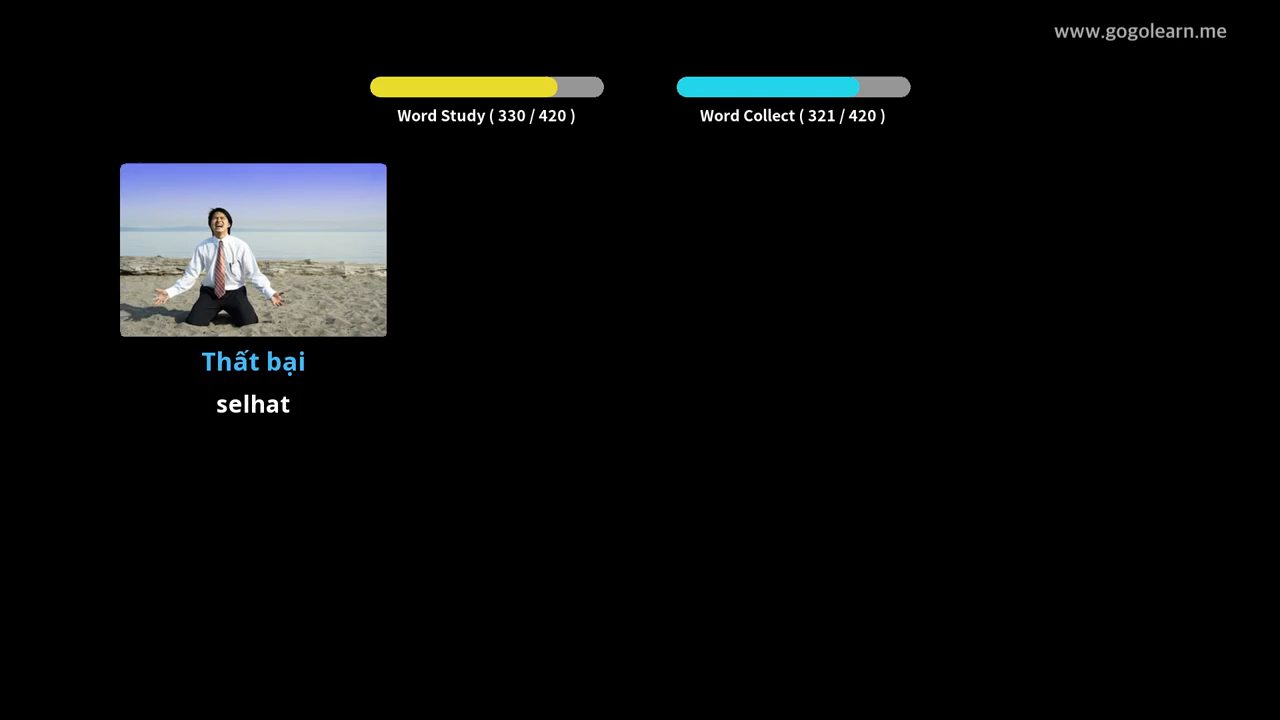 www.gogolearn.me
Word Study ( 330 / 420 )
Word Collect ( 321 / 420 )
Thất bại
selhat